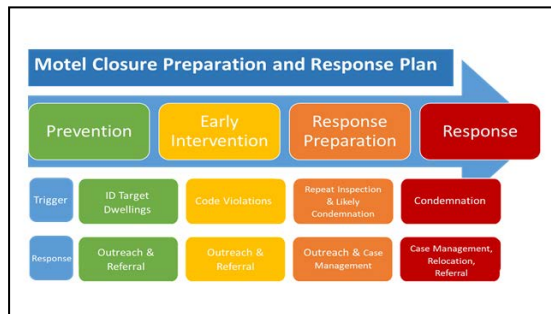 Motel Closure Preparation and Response Plan
Prevention
Early
Intervention
Response
Preparation
Response
Trigger
ID Target
Dwellings
Code Violations
Repeat Inspection
& Likely
Condemnation
Condemnation
Response
Outreach &
Referral
Outreach &
Referral
Outreach & Case
Management
Case Management,
Relocation,
Referral